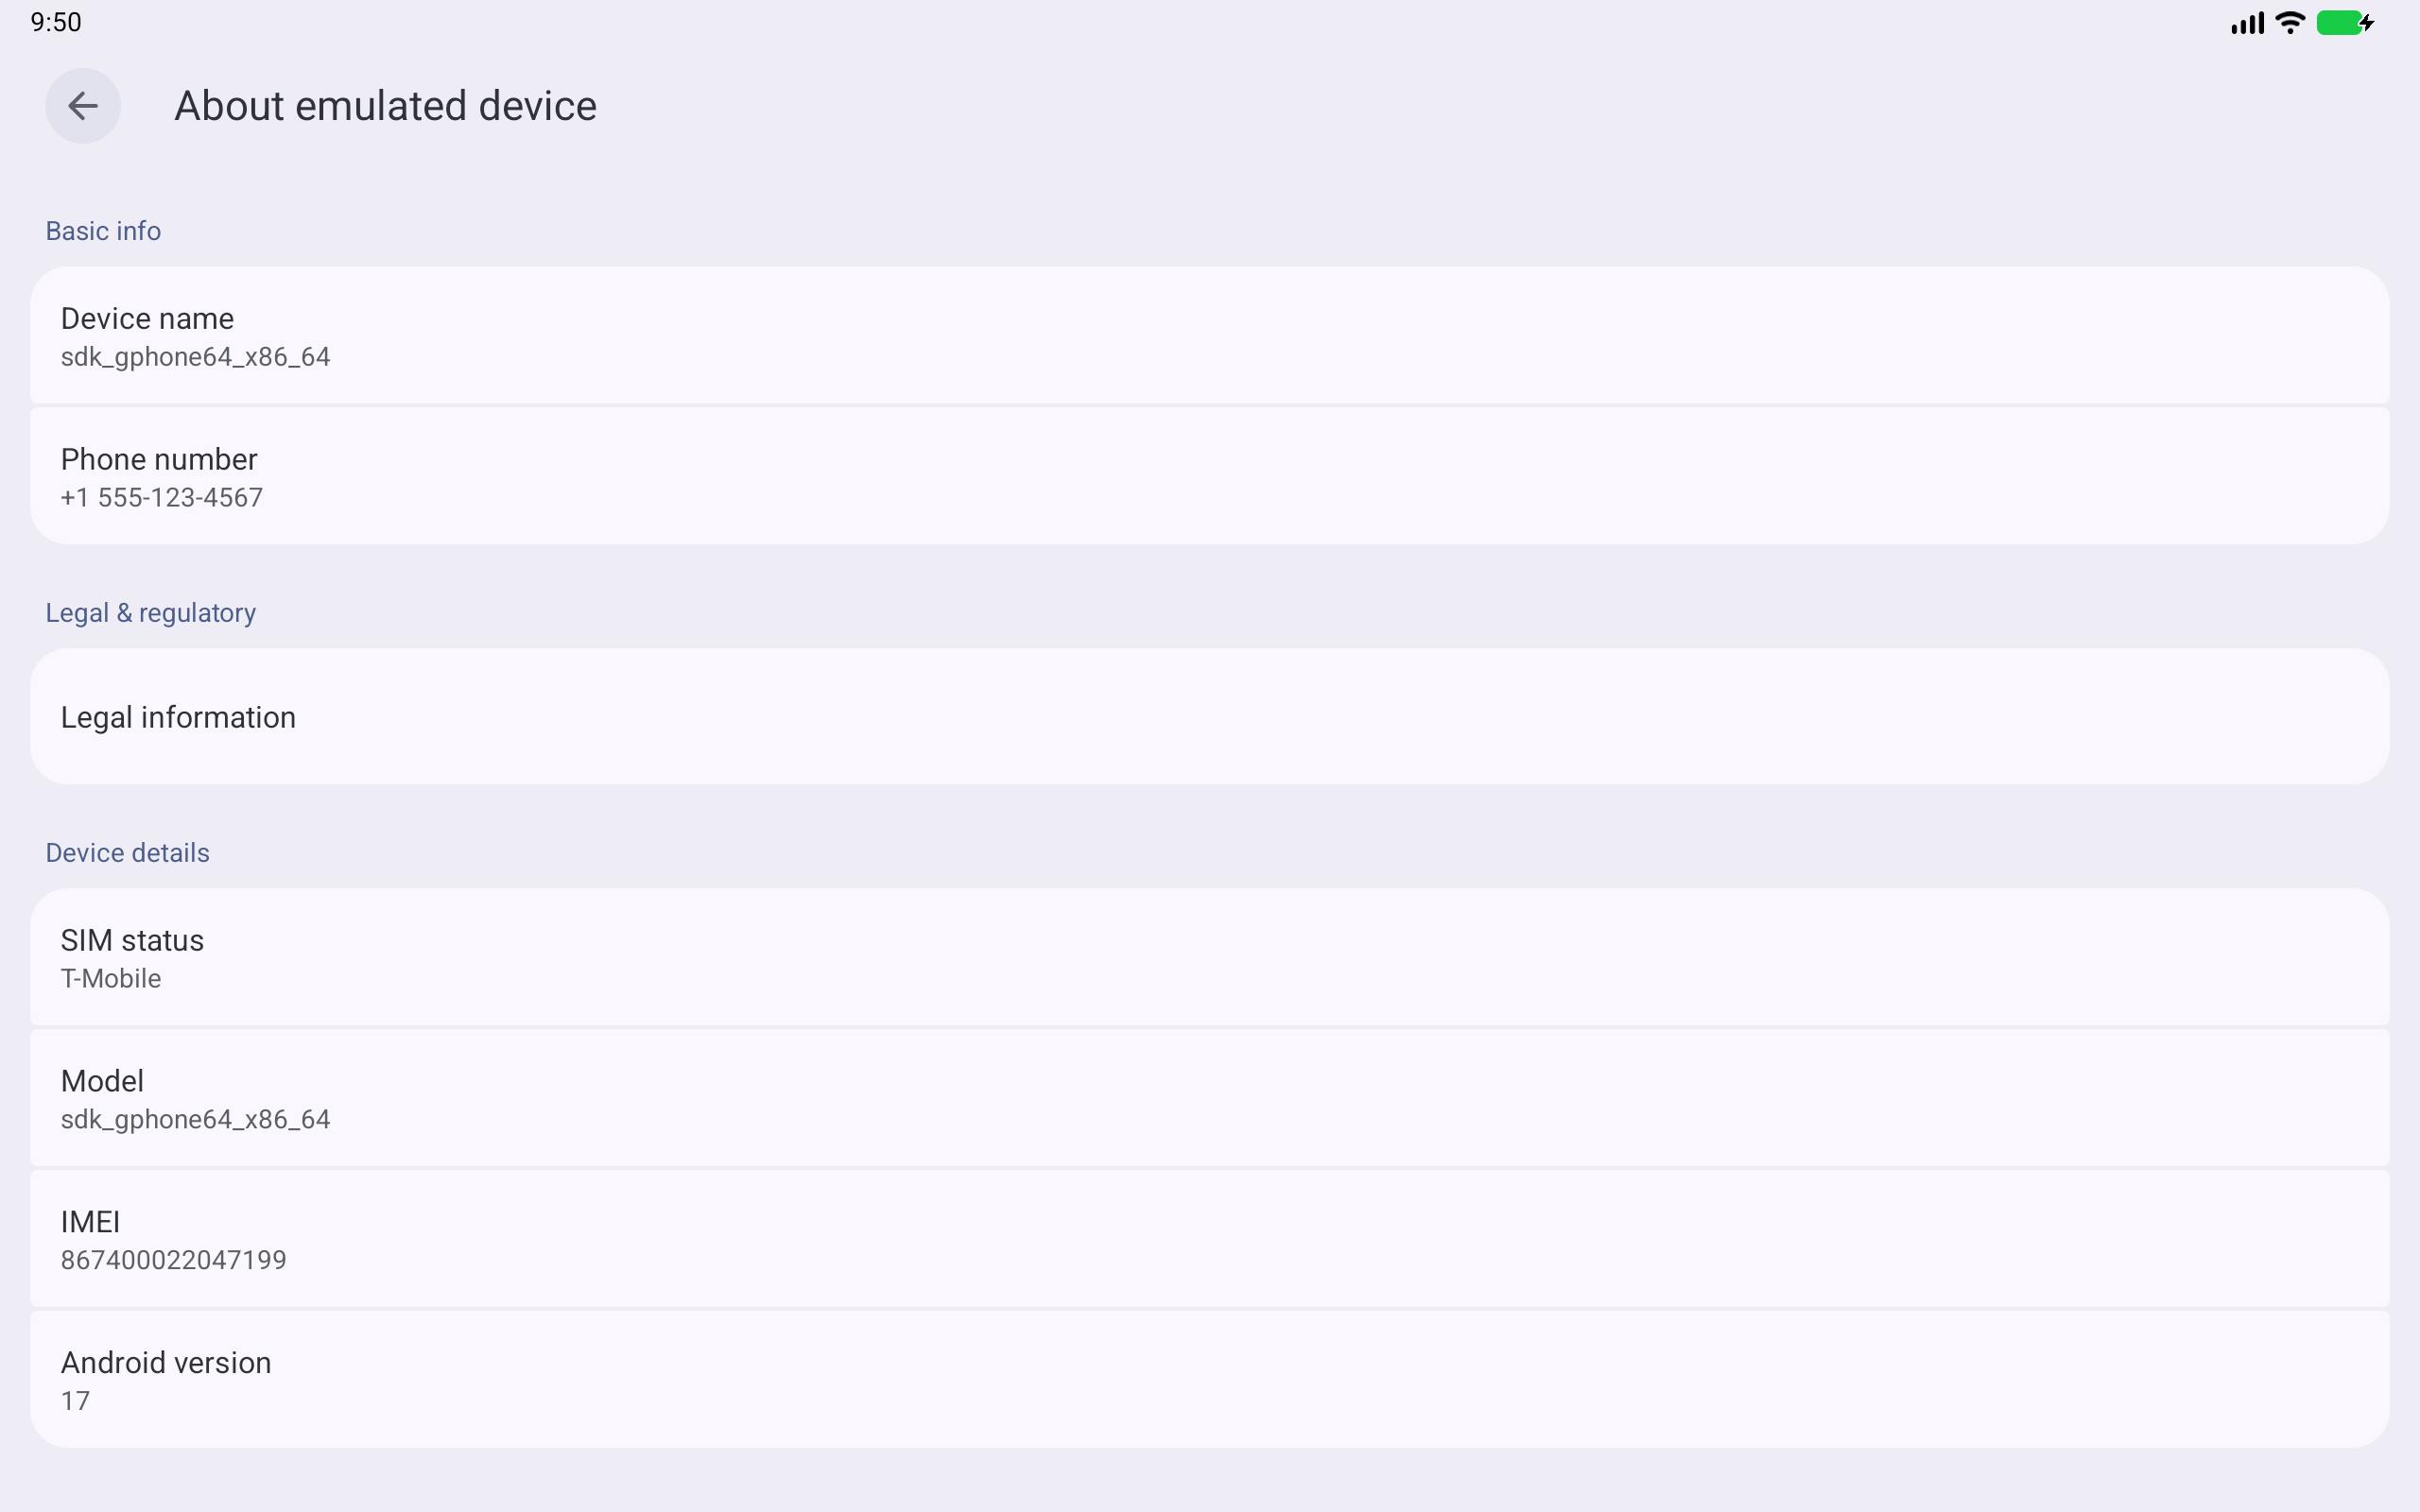 9:50
About emulated device
Basic info
Device name
sdk_gphone64_x86_64
Phone number
+1 555-123-4567
Legal & regulatory
Legal information
Device details
SIM status
T-Mobile
Model
sdk_gphone64_x86_64
IMEI
867400022047199
Android version
17